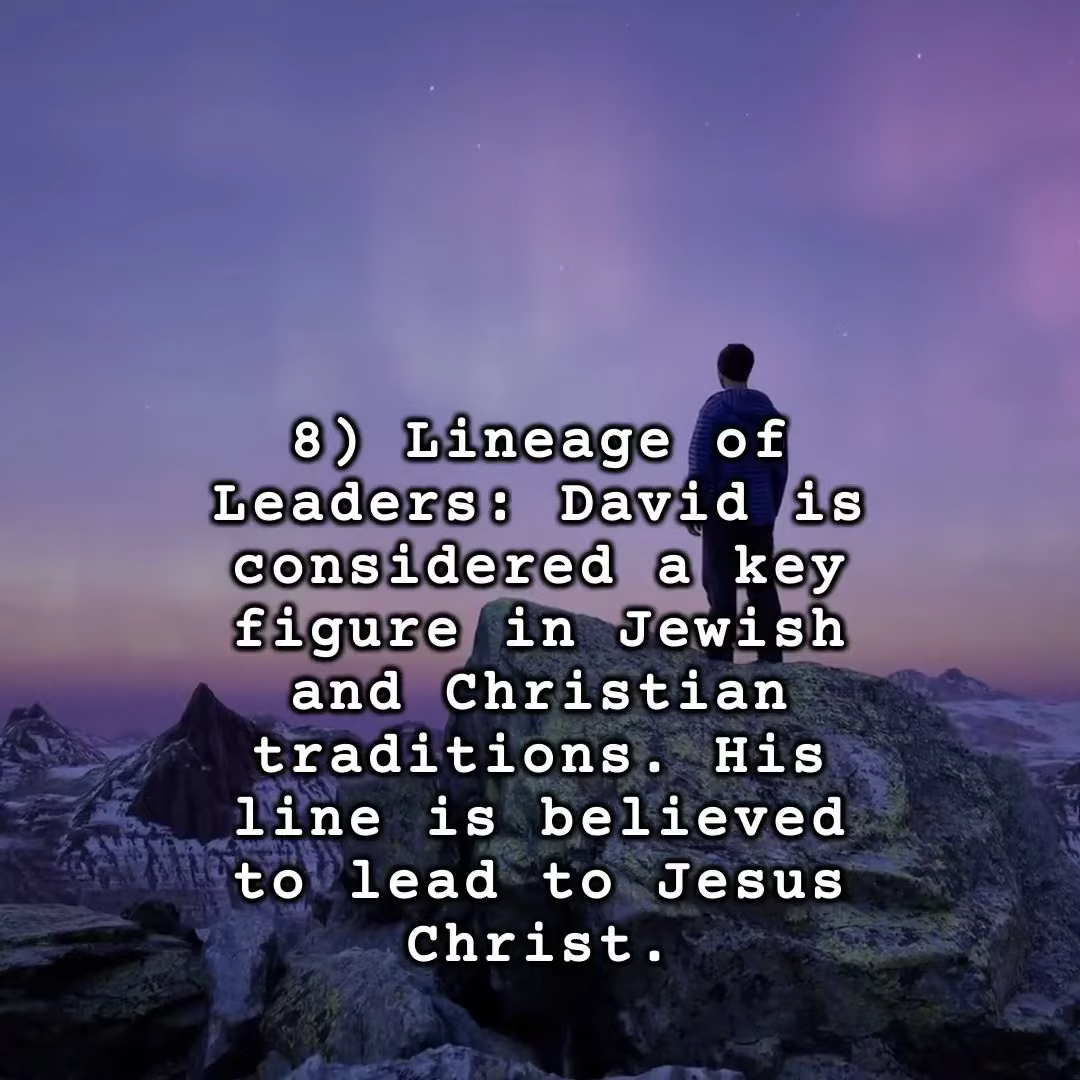 8) Lineage of
Leaders: David is
considered a key
figure in Jewish
and Christian
traditions. His
line is believed
to lead to Jesus
Christ.